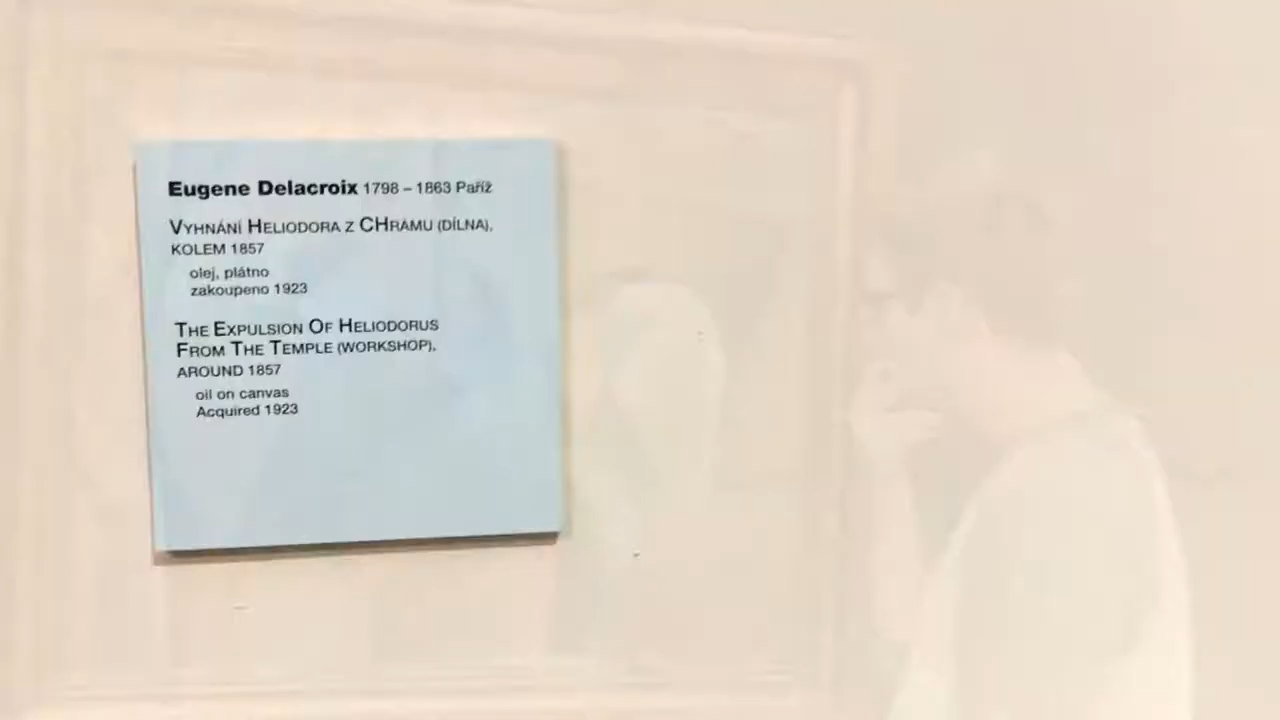 Eugene Delacroix 1798 – 1863 Paříž
VYHNÁNÍ HELIODORA Z CHRÁMU (DÍLNA),
KOLEM 1857
olej, plátno
zakoupeno 1923
THE EXPULSION OF HELIODORUS
FROM THE TEMPLE (WORKSHOP),
AROUND 1857
oil on canvas
Acquired 1923